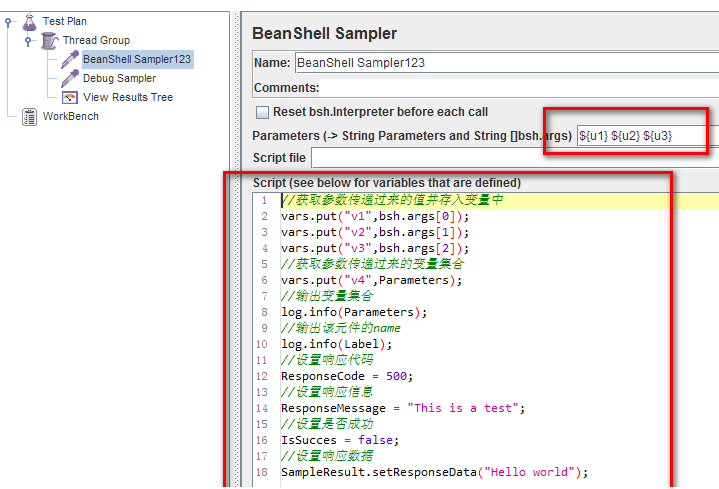 Test Plan
Thread Group
BeanShell Sampler123
Debug Sampler
View Results Tree
WorkBench
BeanShell Sampler
Name: BeanShell Sampler123
Comments:
Reset bsh.Interpreter before each call
Parameters (-> String Parameters and String []bsh.args) ${u1} ${u2} ${u3}
Script file
Script (see below for variables that are defined)
1 //获取参数传递过来的值并存入变量中
2 vars.put("v1",bsh.args[0]);
3 vars.put("v2",bsh.args[1]);
4 vars.put("v3",bsh.args[2]);
5 //获取参数传递过来的变量集合
6 vars.put("v4",Parameters);
7 //输出变量集合
8 log.info(Parameters);
9 //输出该元件的name
10 log.info(Label);
11 //设置响应代码
12 ResponseCode = 500;
13 //设置响应信息
14 ResponseMessage = "This is a test";
15 //设置是否成功
16 IsSucces = false;
17 //设置响应数据
18 SampleResult.setResponseData("Hello world");